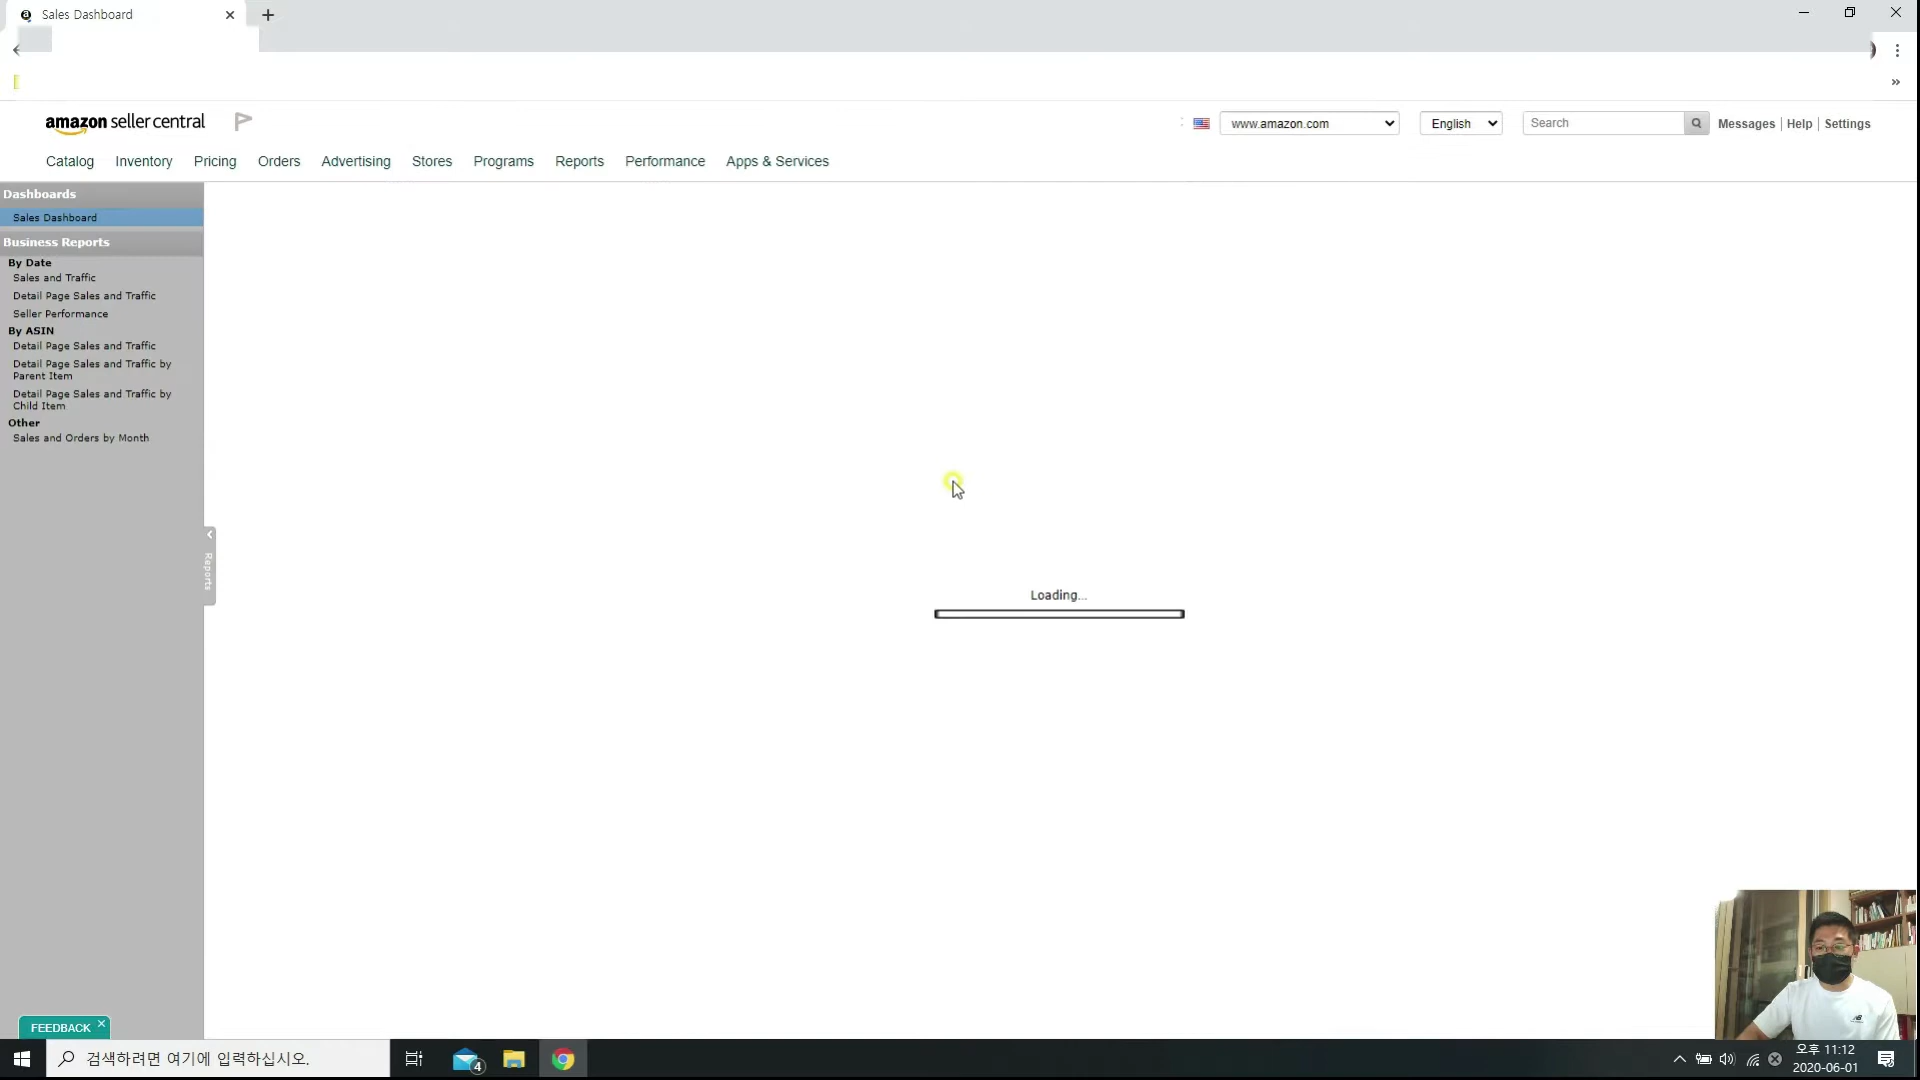 Sales Dashboard
amazon seller central
www.amazon.com
English
Search
Messages | Help | Settings
Catalog Inventory Pricing Orders Advertising Stores Programs Reports Performance Apps & Services
Dashboards
Sales Dashboard
Business Reports
By Date
Sales and Traffic
Detail Page Sales and Traffic
Seller Performance
By ASIN
Detail Page Sales and Traffic
Detail Page Sales and Traffic by
Parent Item
Detail Page Sales and Traffic by
Child Item
Other
Sales and Orders by Month
Reports
Loading...
FEEDBACK
검색하려면 여기에 입력하십시오.
4
오후 11:12
2020-06-01